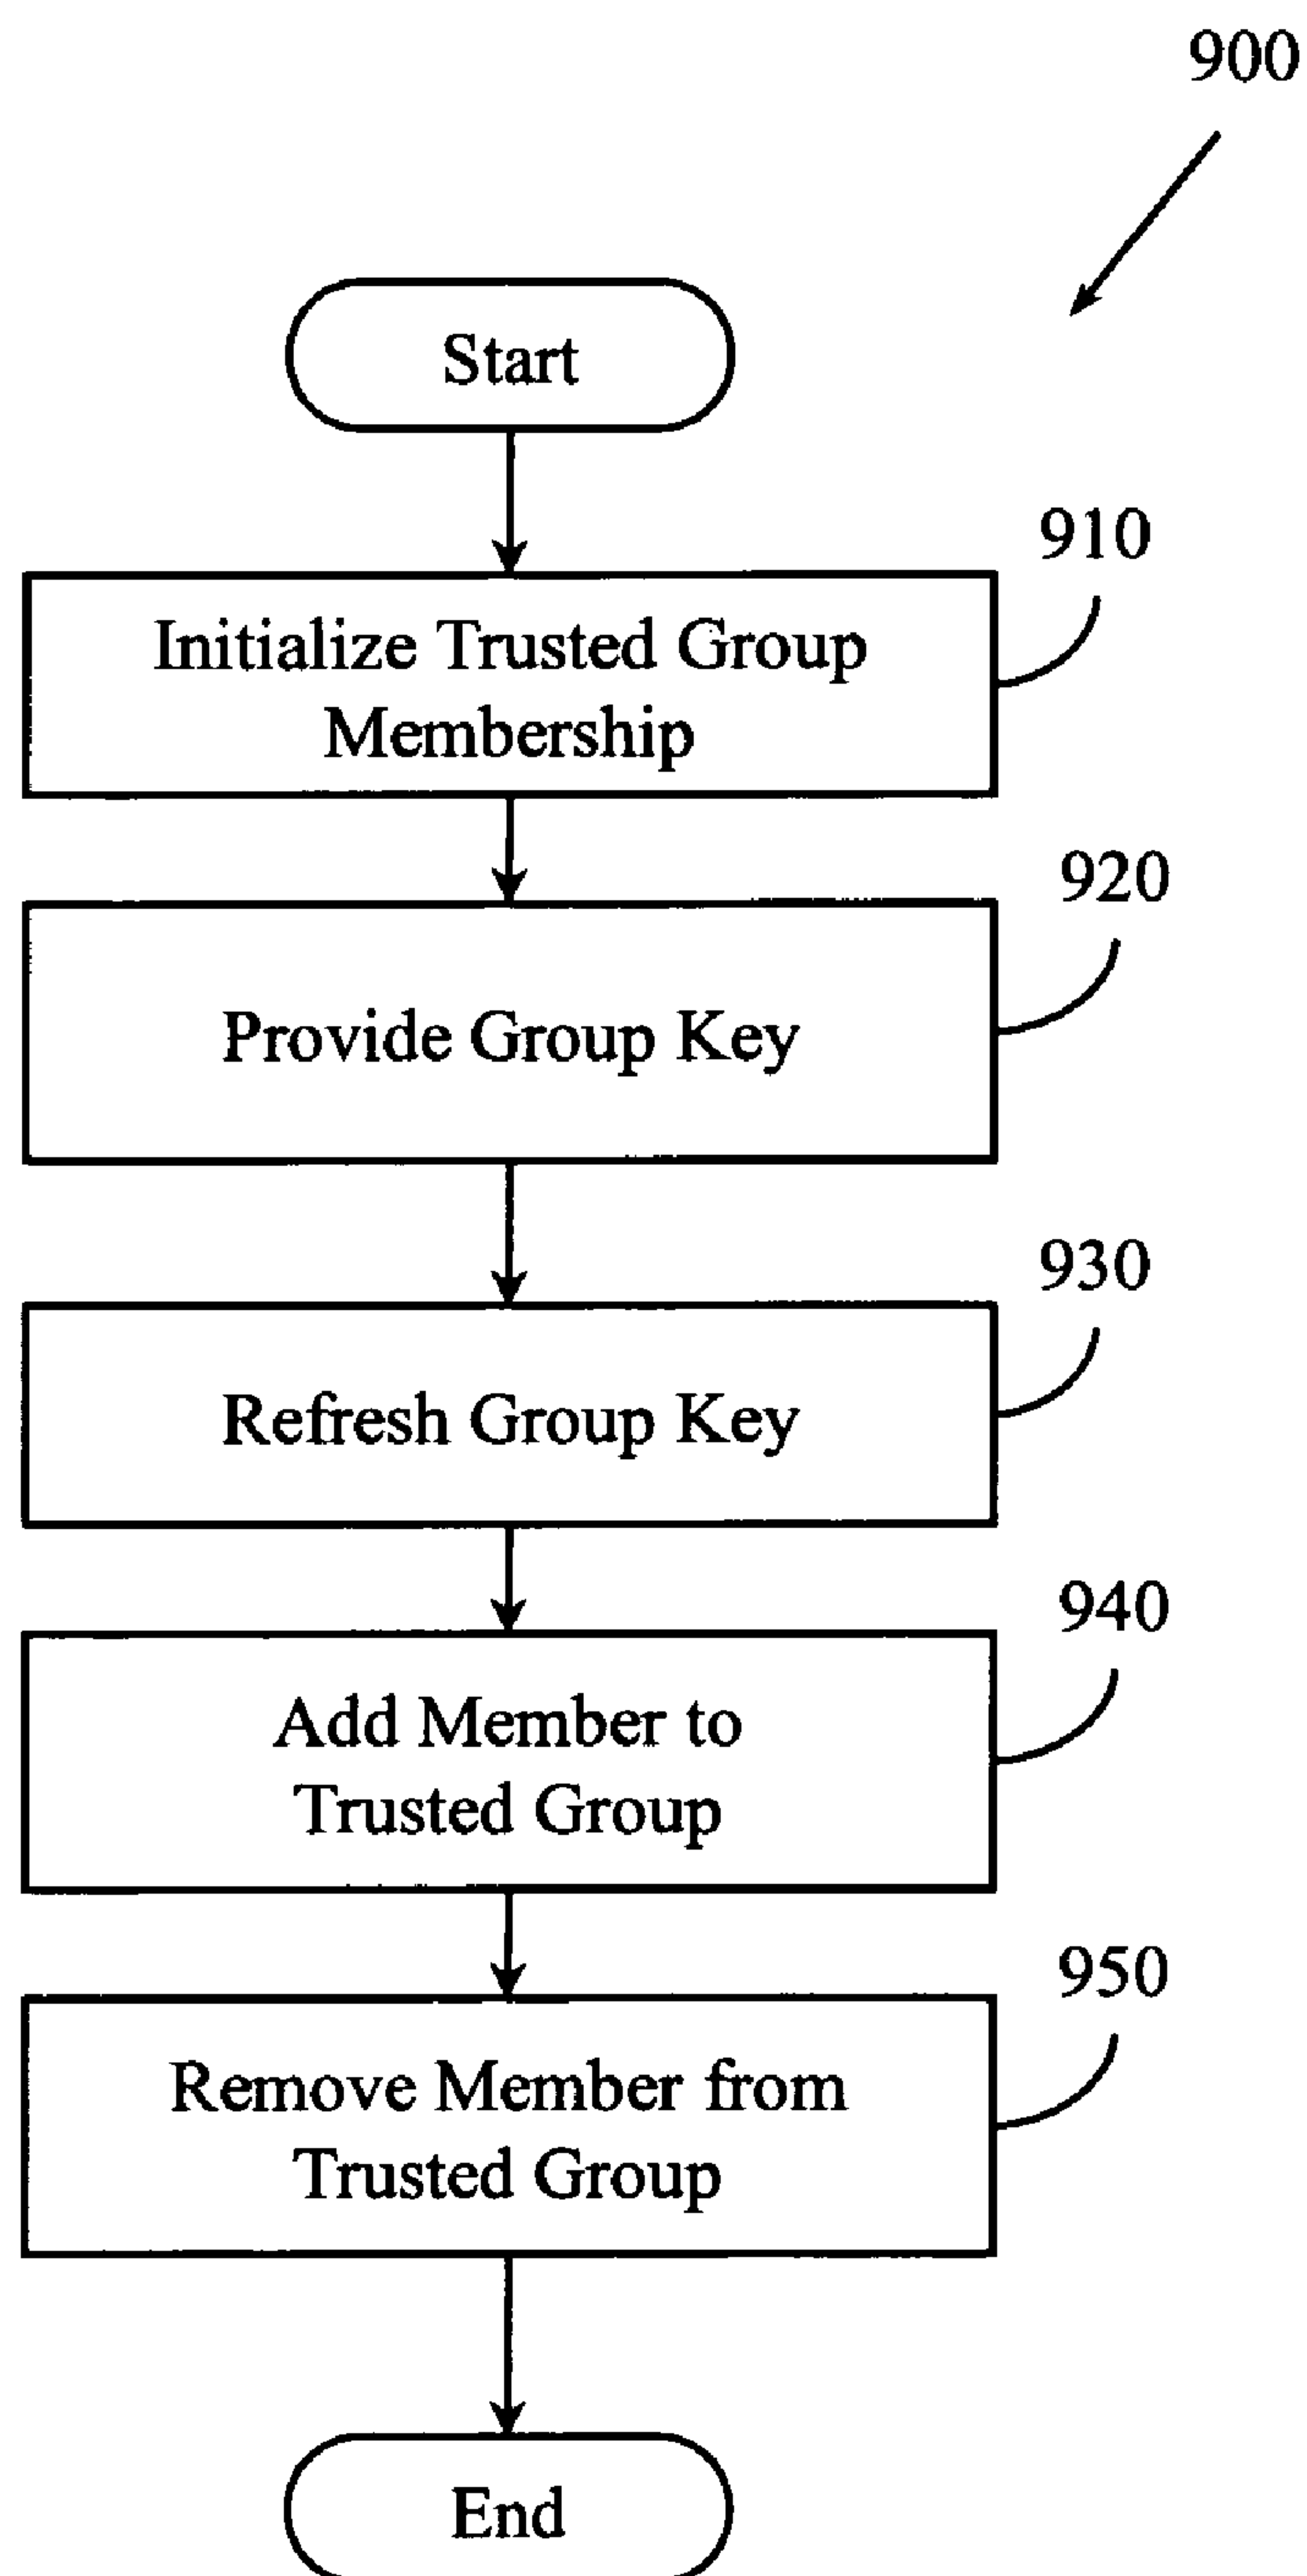 900
Start
910
Initialize Trusted Group
Membership
920
Provide Group Key
930
Refresh Group Key
940
Add Member to
Trusted Group
950
Remove Member from
Trusted Group
End